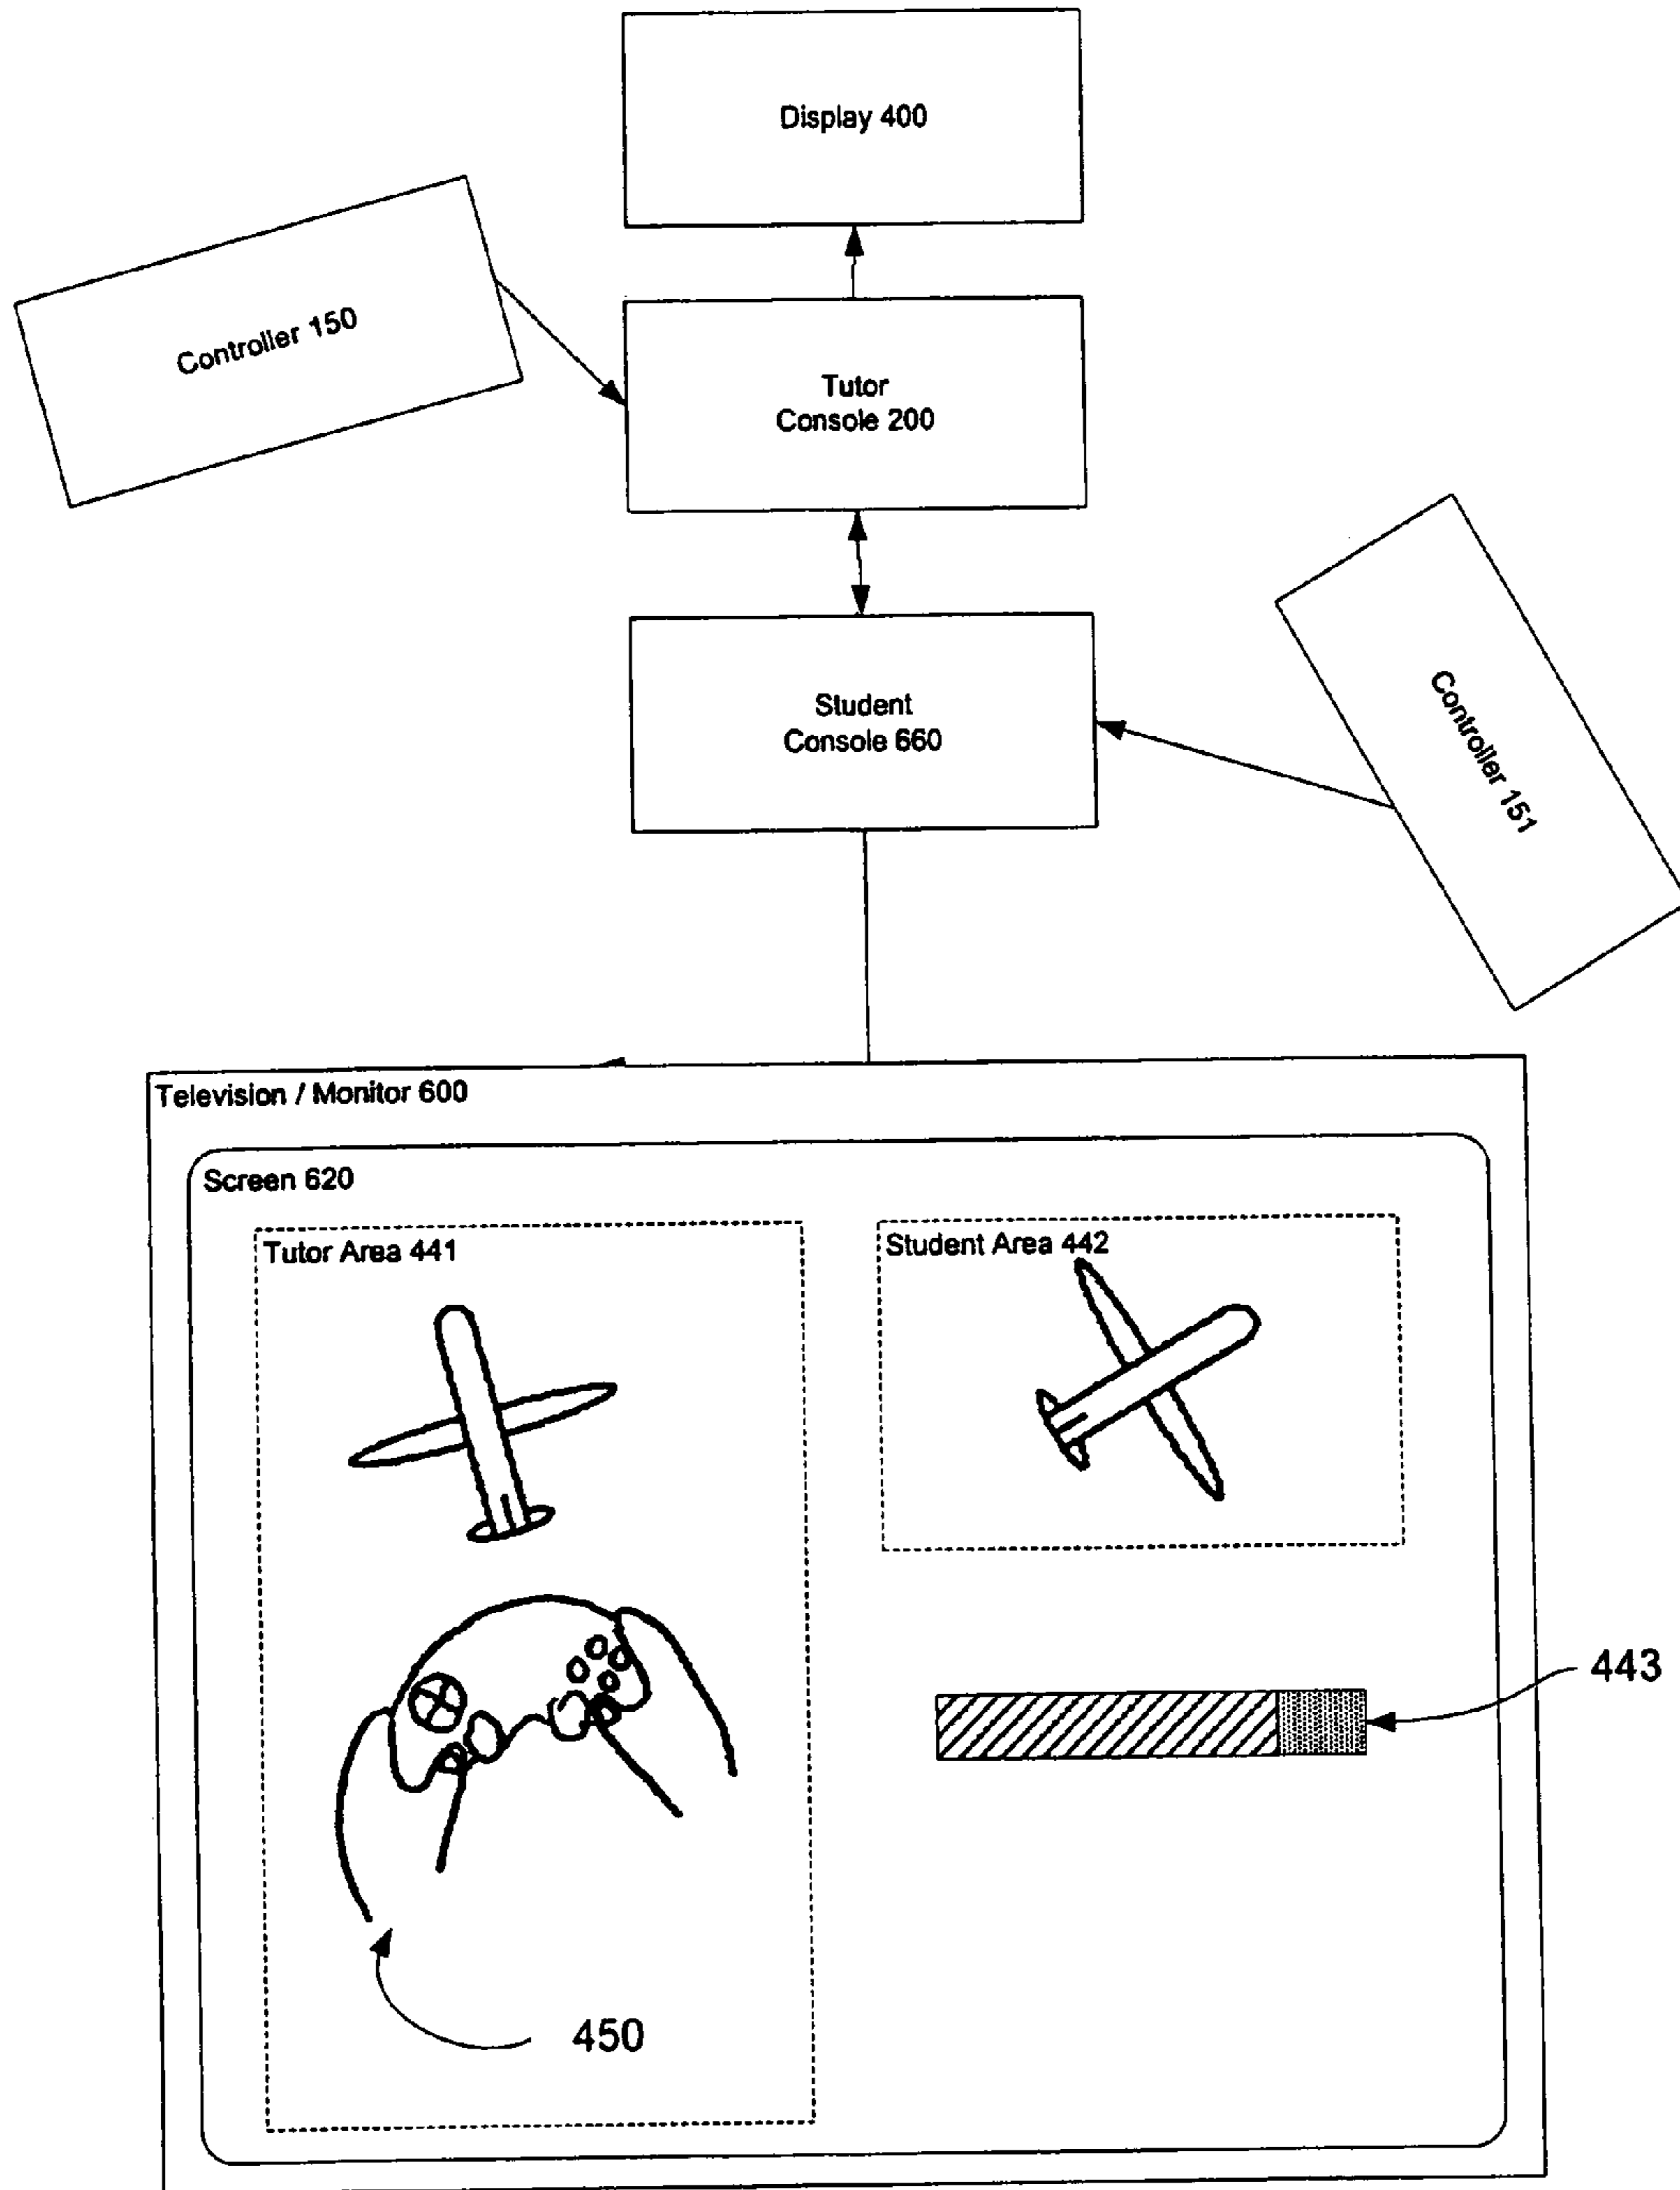 Display 400
Controller 150
Tutor
Console 200
Student
Console 660
Controller 151
Television / Monitor 600
Screen 620
Tutor Area 441
Student Area 442
443
450